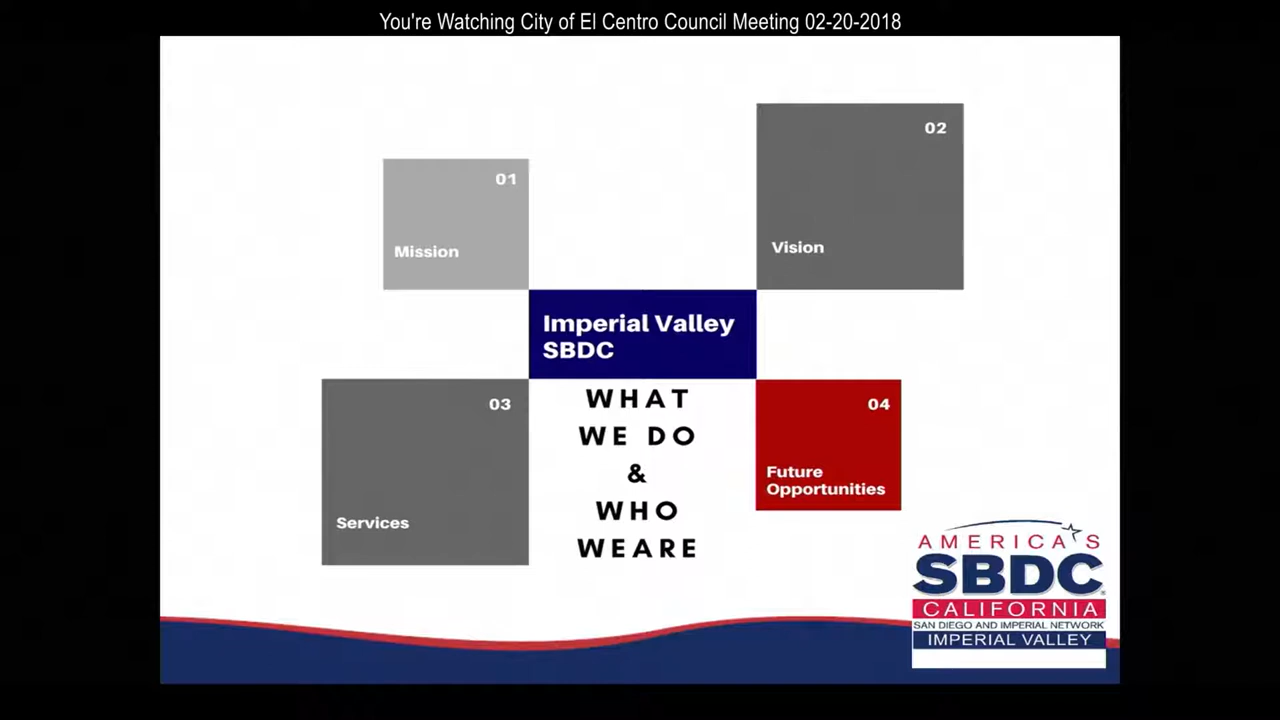 You're Watching City of El Centro Council Meeting 02-20-2018
01
Mission
02
Vision
Imperial Valley
SBDC
WHAT
WE DO
&
WHO
WEARE
03
Services
04
Future
Opportunities
AMERICA'S
SBDC®
CALIFORNIA
SAN DIEGO AND IMPERIAL NETWORK
IMPERIAL VALLEY